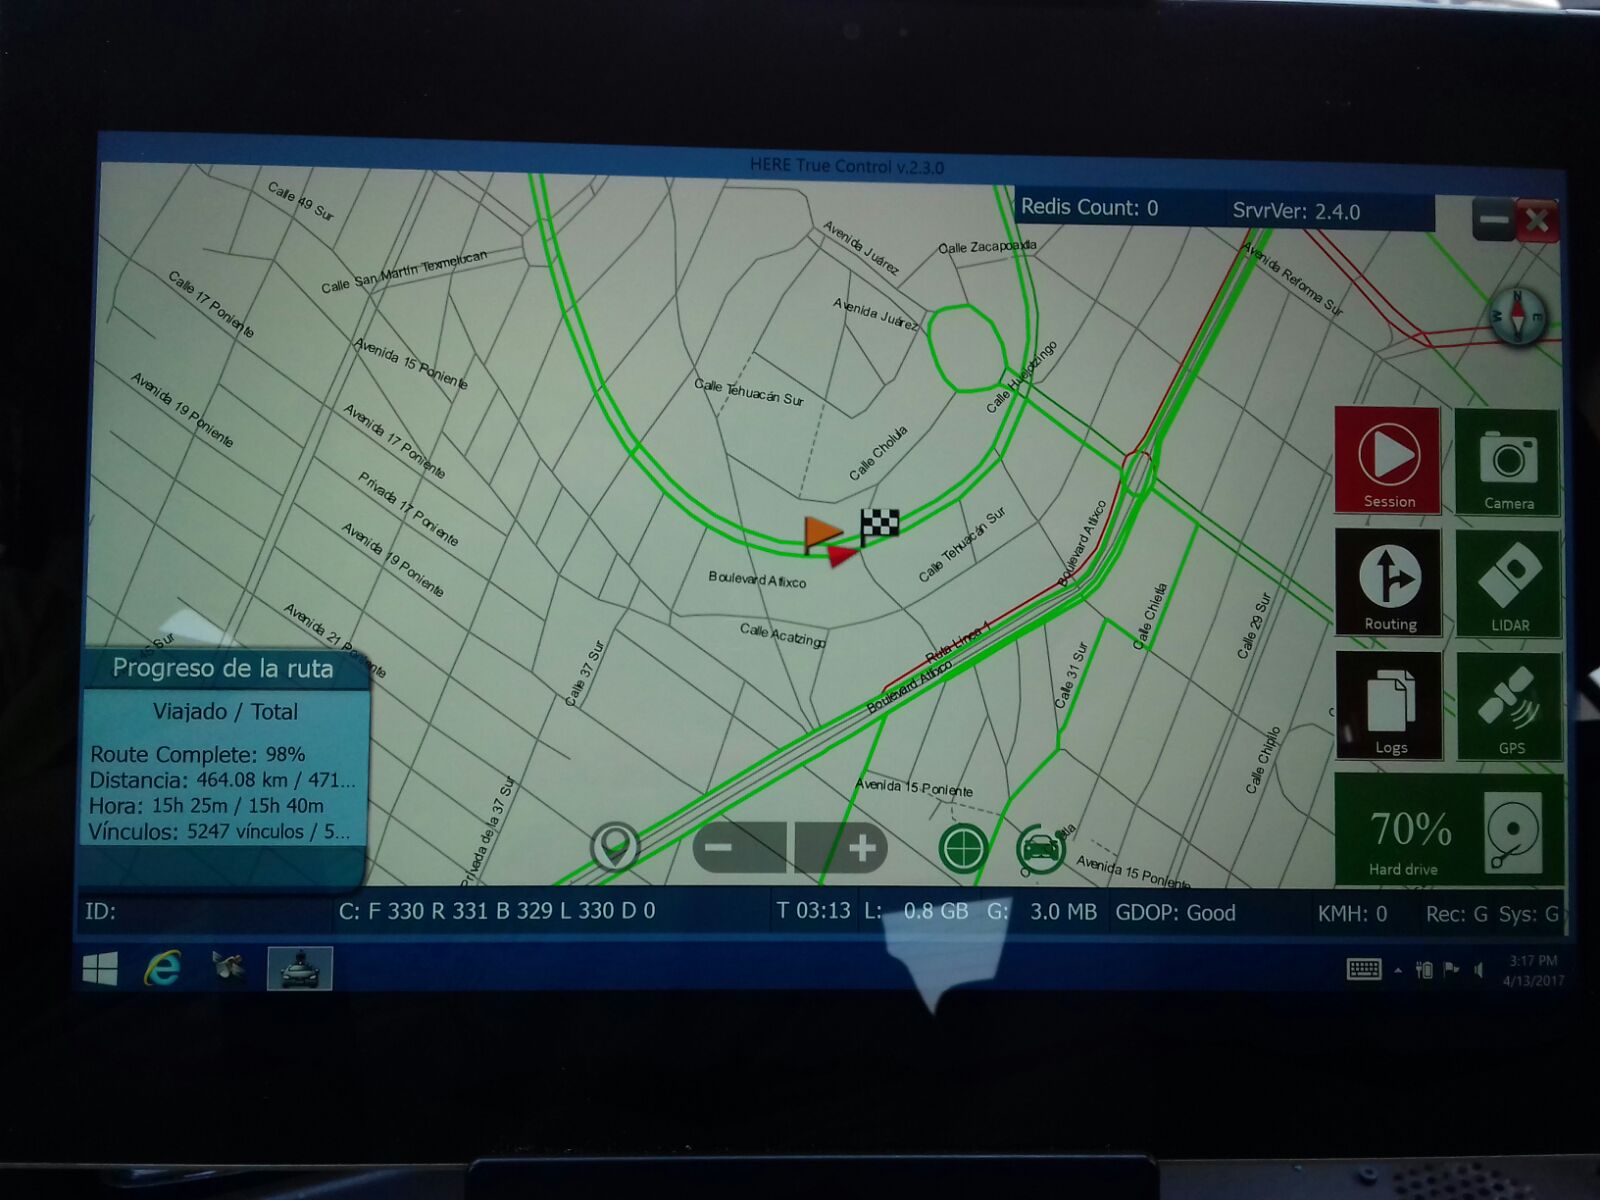 HERE True Control v.2.3.0
Redis Count: 0
SrvrVer: 2.4.0
Calle 49 Sur
Calle San Martín Texmelucan
Calle 17 Poniente
Avenida 15 Poniente
Avenida 19 Poniente
Avenida 17 Poniente
Privada 17 Poniente
Avenida 19 Poniente
Avenida 21 Poniente
Avenida Juárez
Calle Zacapoaxtla
Avenida Juárez
Avenida Reforma Sur
N
E
S
W
Calle Huejotzingo
Calle Tehuacán Sur
Calle Cholula
Calle Tehuacán Sur
Boulevard Atlixco
Boulevard Atlixco
Calle Acatzingo
Ruta Línea 1
Boulevard Atlixco
Calle Chietla
Calle 29 Sur
Calle 31 Sur
Calle 37 Sur
Privada de la 37 Sur
Calle Chipilo
Avenida 15 Poniente
Avenida 15 Poniente
Session
Camera
Routing
LIDAR
Logs
GPS
70%
Hard drive
Progreso de la ruta
Viajado / Total
Route Complete: 98%
Distancia: 464.08 km / 471...
Hora: 15h 25m / 15h 40m
Vínculos: 5247 vínculos / 5...
ID:
C: F 330 R 331 B 329 L 330 D 0
T 03:13 L: 0.8 GB G: 3.0 MB GDOP: Good
KMH: 0 Rec: G Sys: G
3:17 PM
4/13/2017